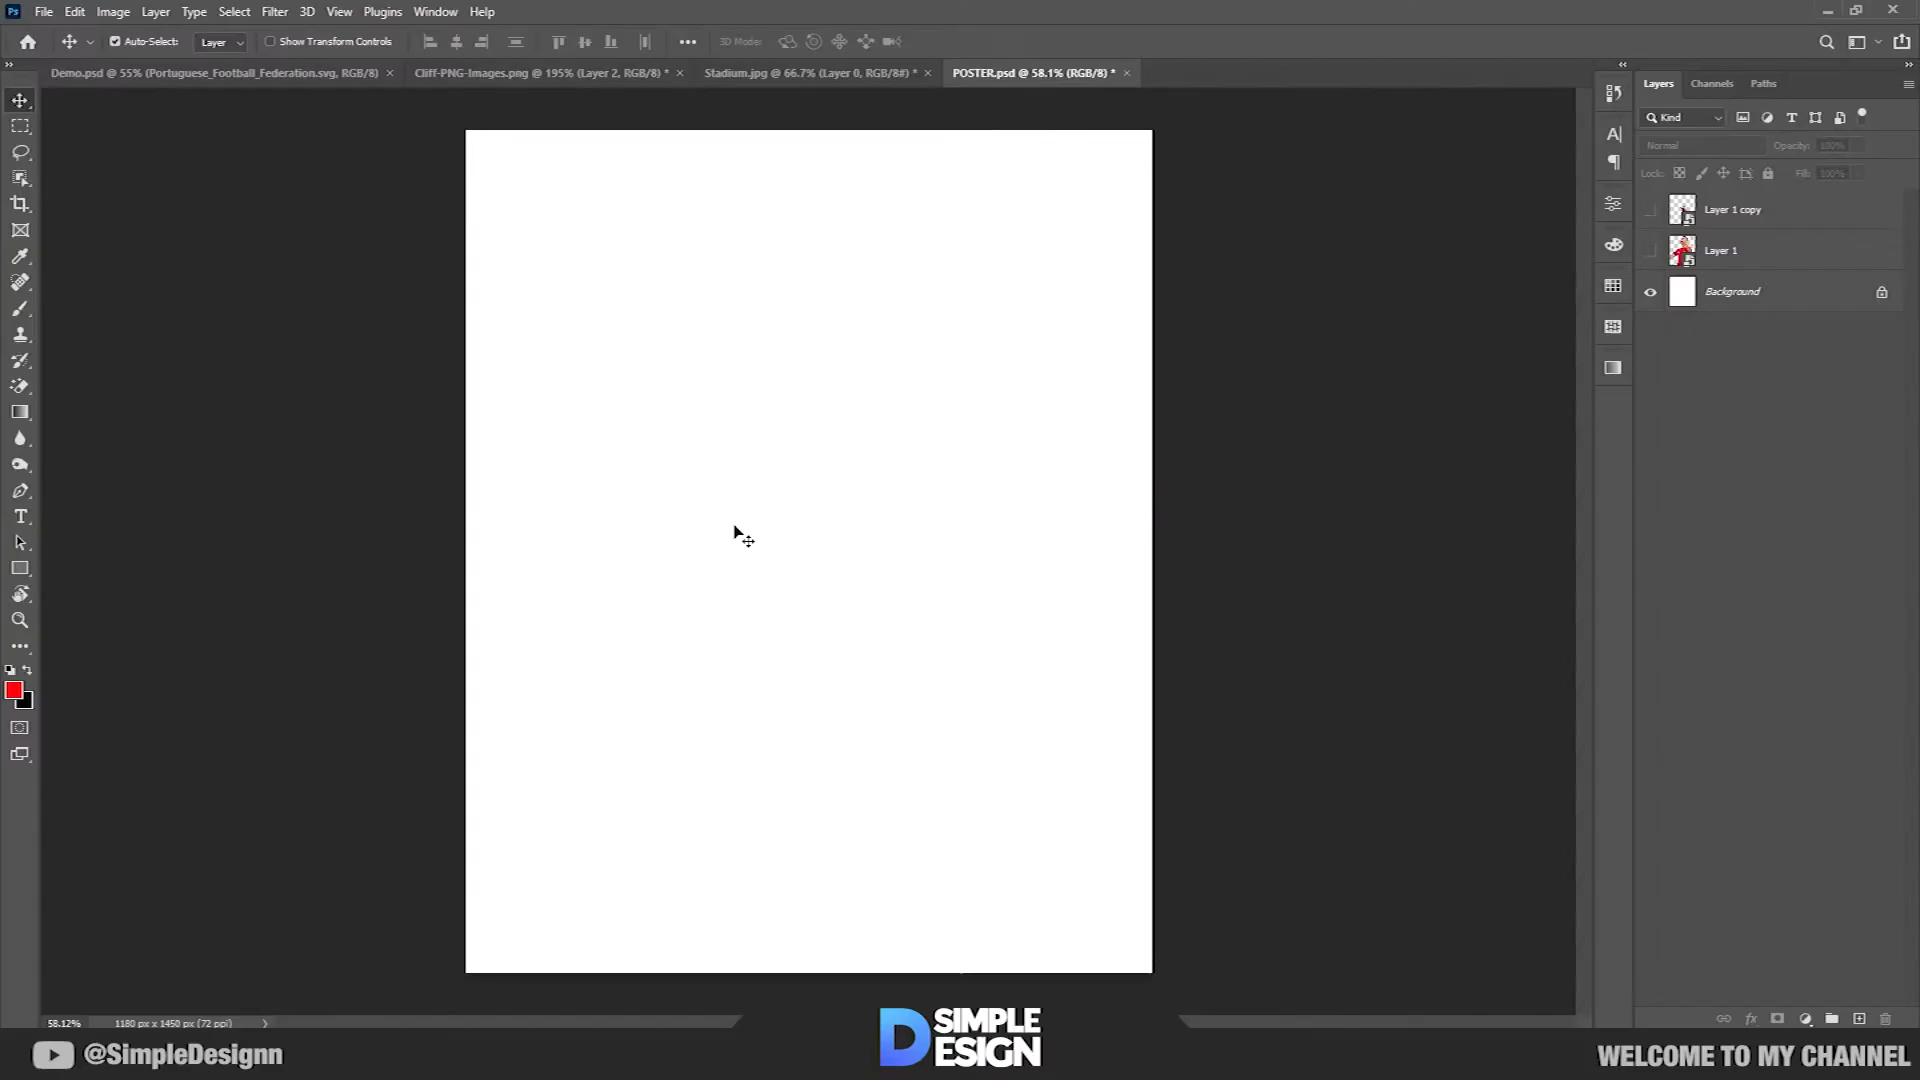 Ps File Edit Image Layer Type Select Filter 3D View Plugins Window Help
Auto-Select: Layer Show Transform Controls 3D Mode:
Demo.psd @ 55% (Portuguese_Football_Federation.svg, RGB/8) × Cliff-PNG-Images.png @ 195% (Layer 2, RGB/8) * × Stadium.jpg @ 66.7% (Layer 0, RGB/8#) * × POSTER.psd @ 58.1% (RGB/8) * ×
Layers Channels Paths
Kind
Normal Opacity: 100%
Lock: Fill: 100%
Layer 1 copy
Layer 1
Background
58.12% 1180 px x 1450 px (72 ppi)
@SimpleDesignn
D SIMPLE
ESIGN
WELCOME TO MY CHANNEL